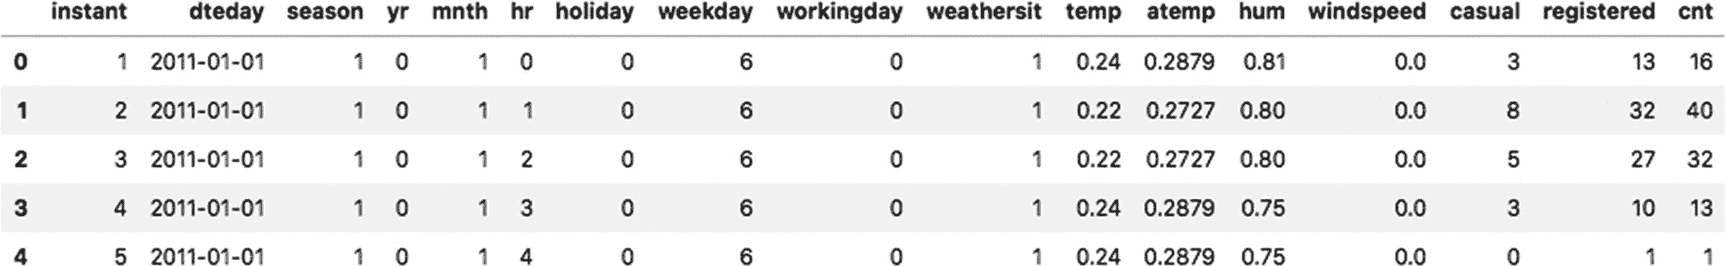 instant dteday season yr mnth hr holiday weekday workingday weathersit temp atemp hum windspeed casual registered cnt
0 1 2011-01-01 1 0 1 0 0 6 0 1 0.24 0.2879 0.81 0.0 3 13 16
1 2 2011-01-01 1 0 1 1 0 6 0 1 0.22 0.2727 0.80 0.0 8 32 40
2 3 2011-01-01 1 0 1 2 0 6 0 1 0.22 0.2727 0.80 0.0 5 27 32
3 4 2011-01-01 1 0 1 3 0 6 0 1 0.24 0.2879 0.75 0.0 3 10 13
4 5 2011-01-01 1 0 1 4 0 6 0 1 0.24 0.2879 0.75 0.0 0 1 1